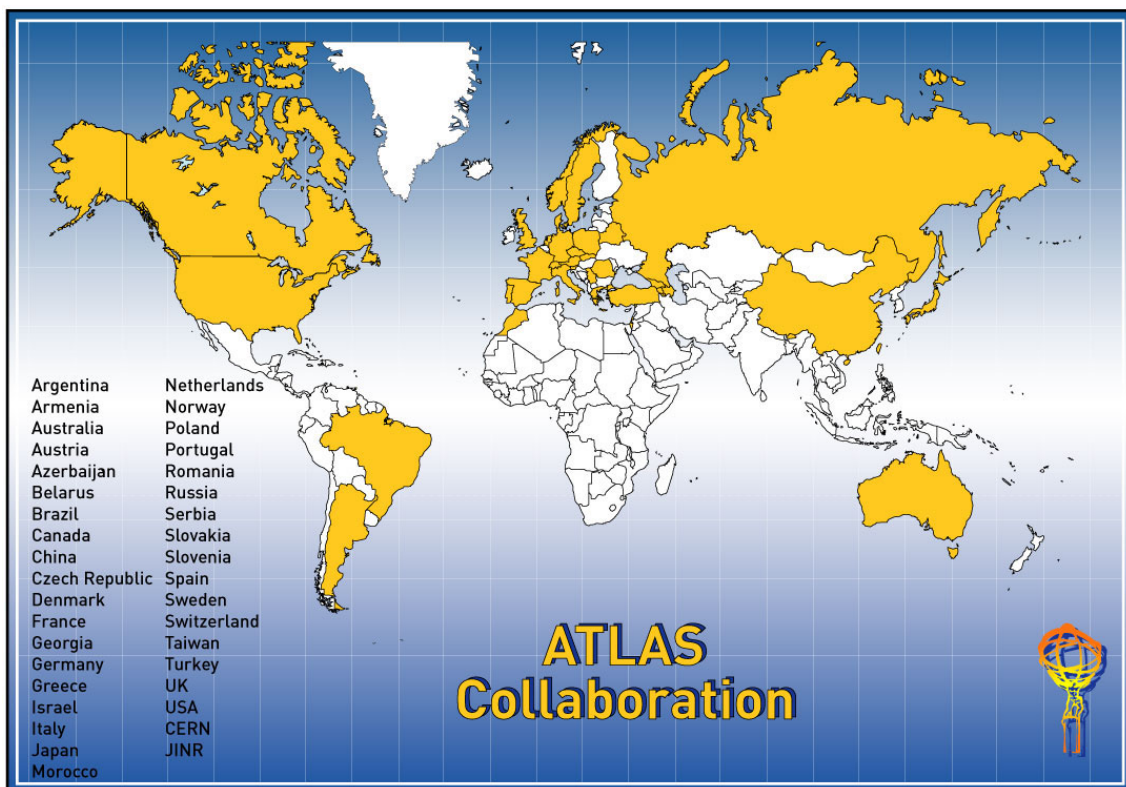 Argentina
Armenia
Australia
Austria
Azerbaijan
Belarus
Brazil
Canada
China
Czech Republic
Denmark
France
Georgia
Germany
Greece
Israel
Italy
Japan
Morocco
Netherlands
Norway
Poland
Portugal
Romania
Russia
Serbia
Slovakia
Slovenia
Spain
Sweden
Switzerland
Taiwan
Turkey
UK
USA
CERN
JINR
ATLAS
Collaboration